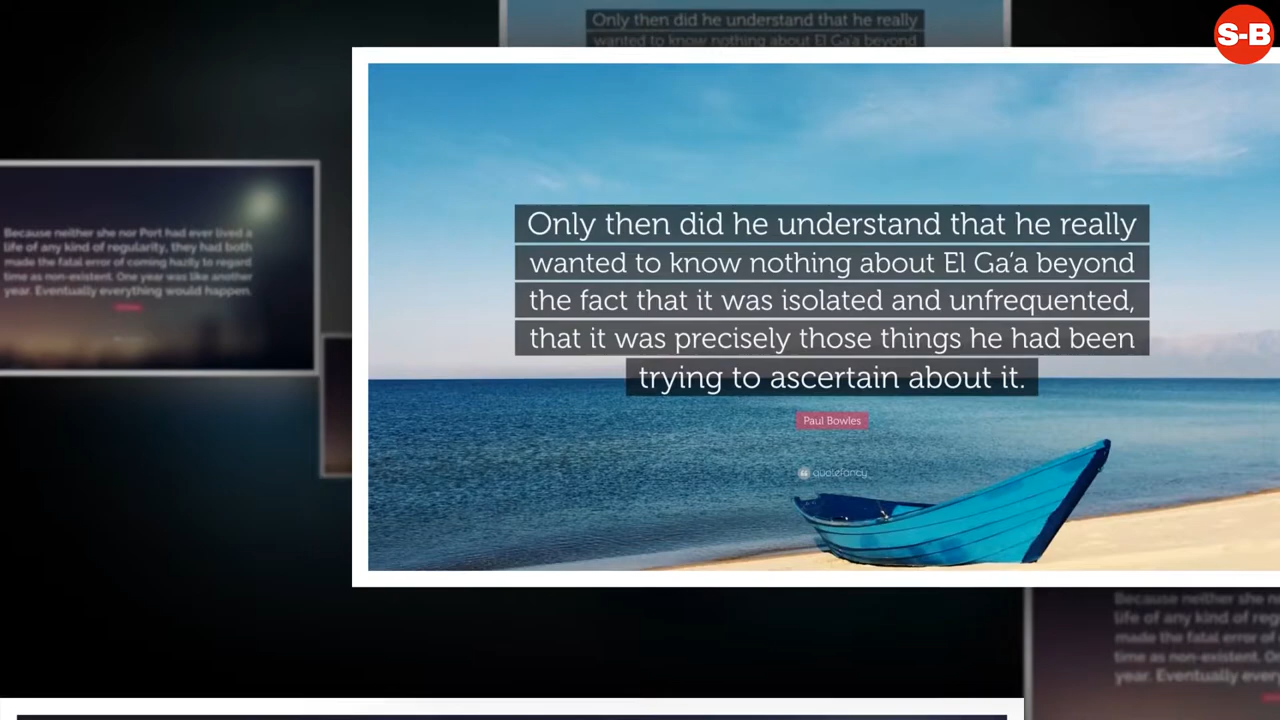 Only then did he understand that he really
wanted to know nothing about El Ga'a beyond
S-B
Only then did he understand that he really
wanted to know nothing about El Ga'a beyond
the fact that it was isolated and unfrequented,
that it was precisely those things he had been
trying to ascertain about it.
Paul Bowles
quotefancy
Because neither she nor Port had ever lived a
life of any kind of regularity, they had both
made the fatal error of coming hazily to regard
time as non-existent. One year was like another
year. Eventually everything would happen.
Because neither she
life of any kind of
made the fatal error of
time as non-existent.
year. Eventually